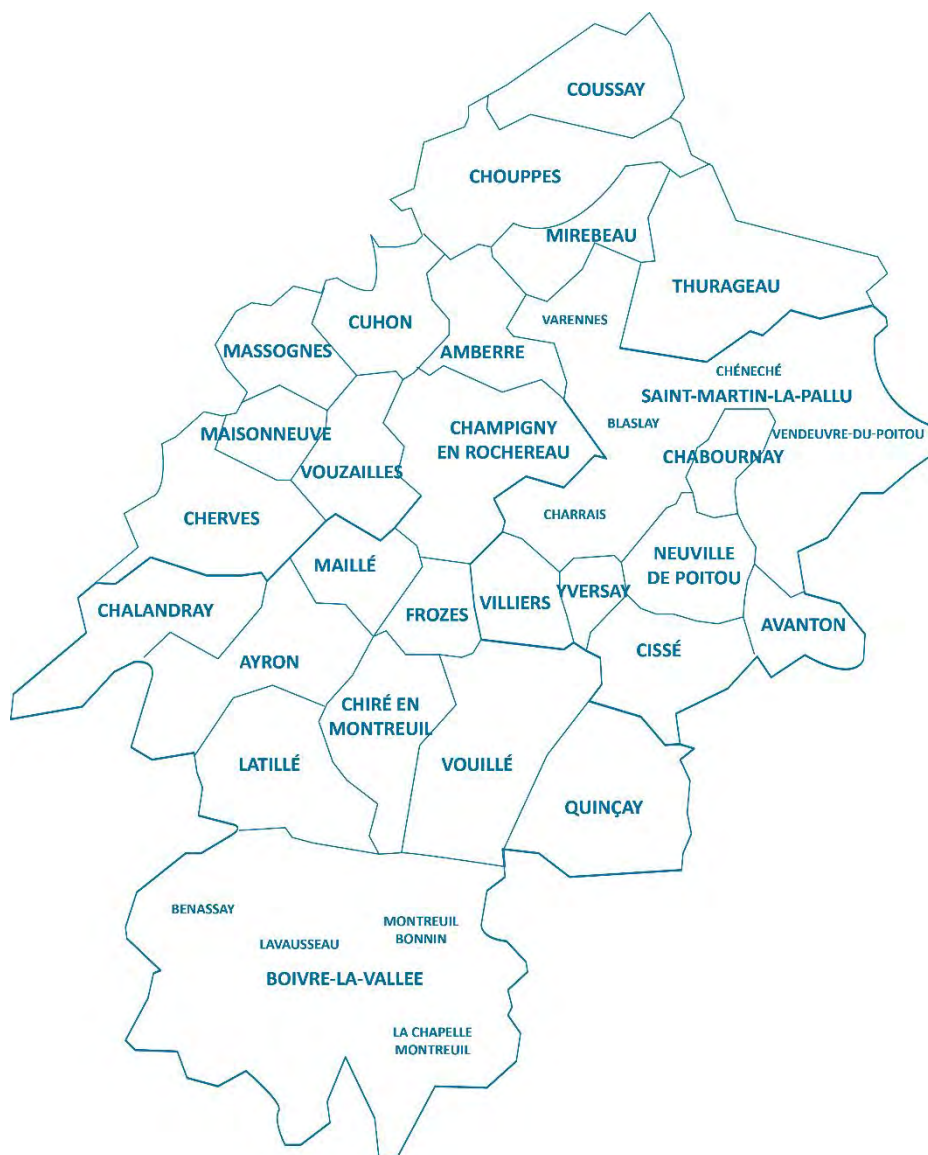 COUSSAY
CHOUPPES
MIREBEAU
THURAGEAU
VARENNES
CUHON
MASSOGNES
AMBERRE
CHÉNECHÉ
SAINT-MARTIN-LA-PALLU
BLASLAY
VENDEUVRE-DU-POITOU
MAISONNEUVE
CHAMPIGNY
EN ROCHEREAU
CHABOURNAY
VOUZAILLES
CHERVES
CHARRAIS
MAILLÉ
NEUVILLE
DE POITOU
CHALANDRAY
FROZES
VILLIERS
YVERSAY
AVANTON
AYRON
CISSÉ
CHIRÉ EN
MONTREUIL
LATILLÉ
VOUILLÉ
QUINÇAY
BENASSAY
MONTREUIL
BONNIN
LAVAUSSEAU
BOIVRE-LA-VALLEE
LA CHAPELLE
MONTREUIL